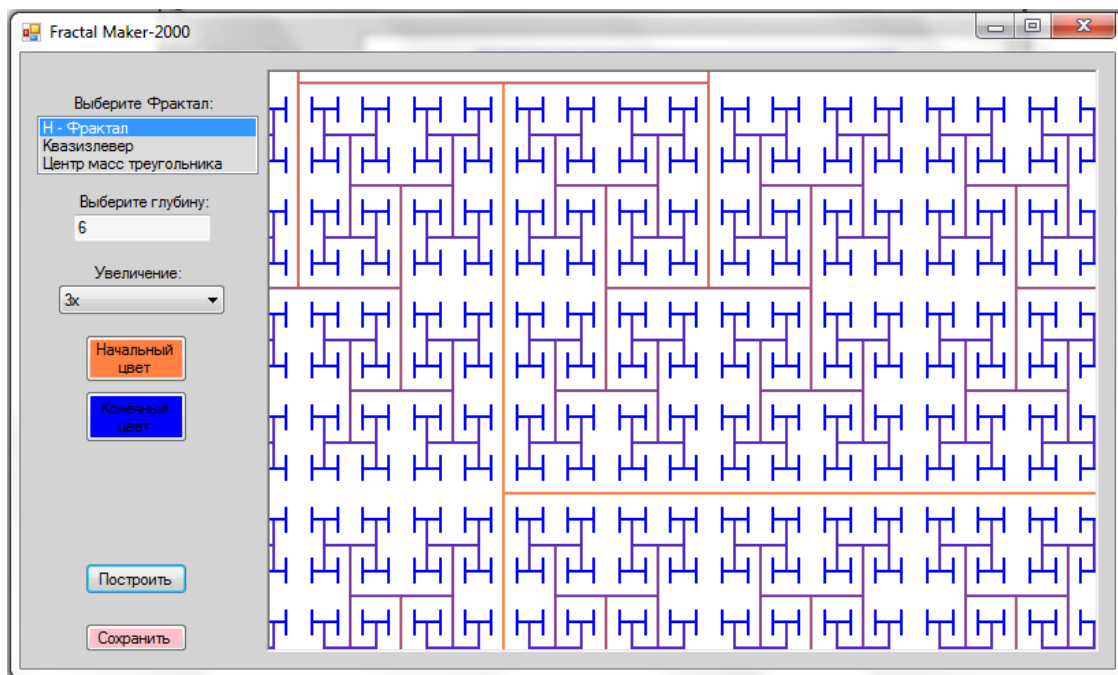 Fractal Maker-2000
Выберите Фрактал:
Н - Фрактал
Квазизлевер
Центр масс треугольника
Выберите глубину:
6
Увеличение:
3x
Начальный
цвет
Конечный
цвет
Построить
Сохранить